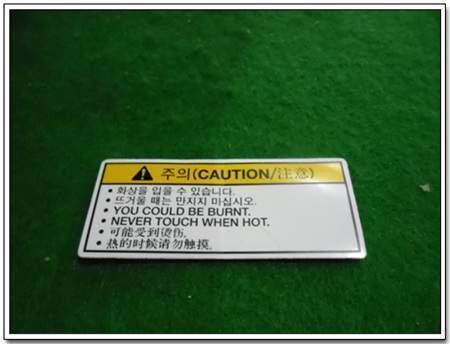 주의(CAUTION/注意)
• 화상을 입을 수 있습니다.
• 뜨거울 때는 만지지 마십시오.
• YOU COULD BE BURNT.
• NEVER TOUCH WHEN HOT.
• 可能受到烫伤.
• 热的时候请勿触摸.